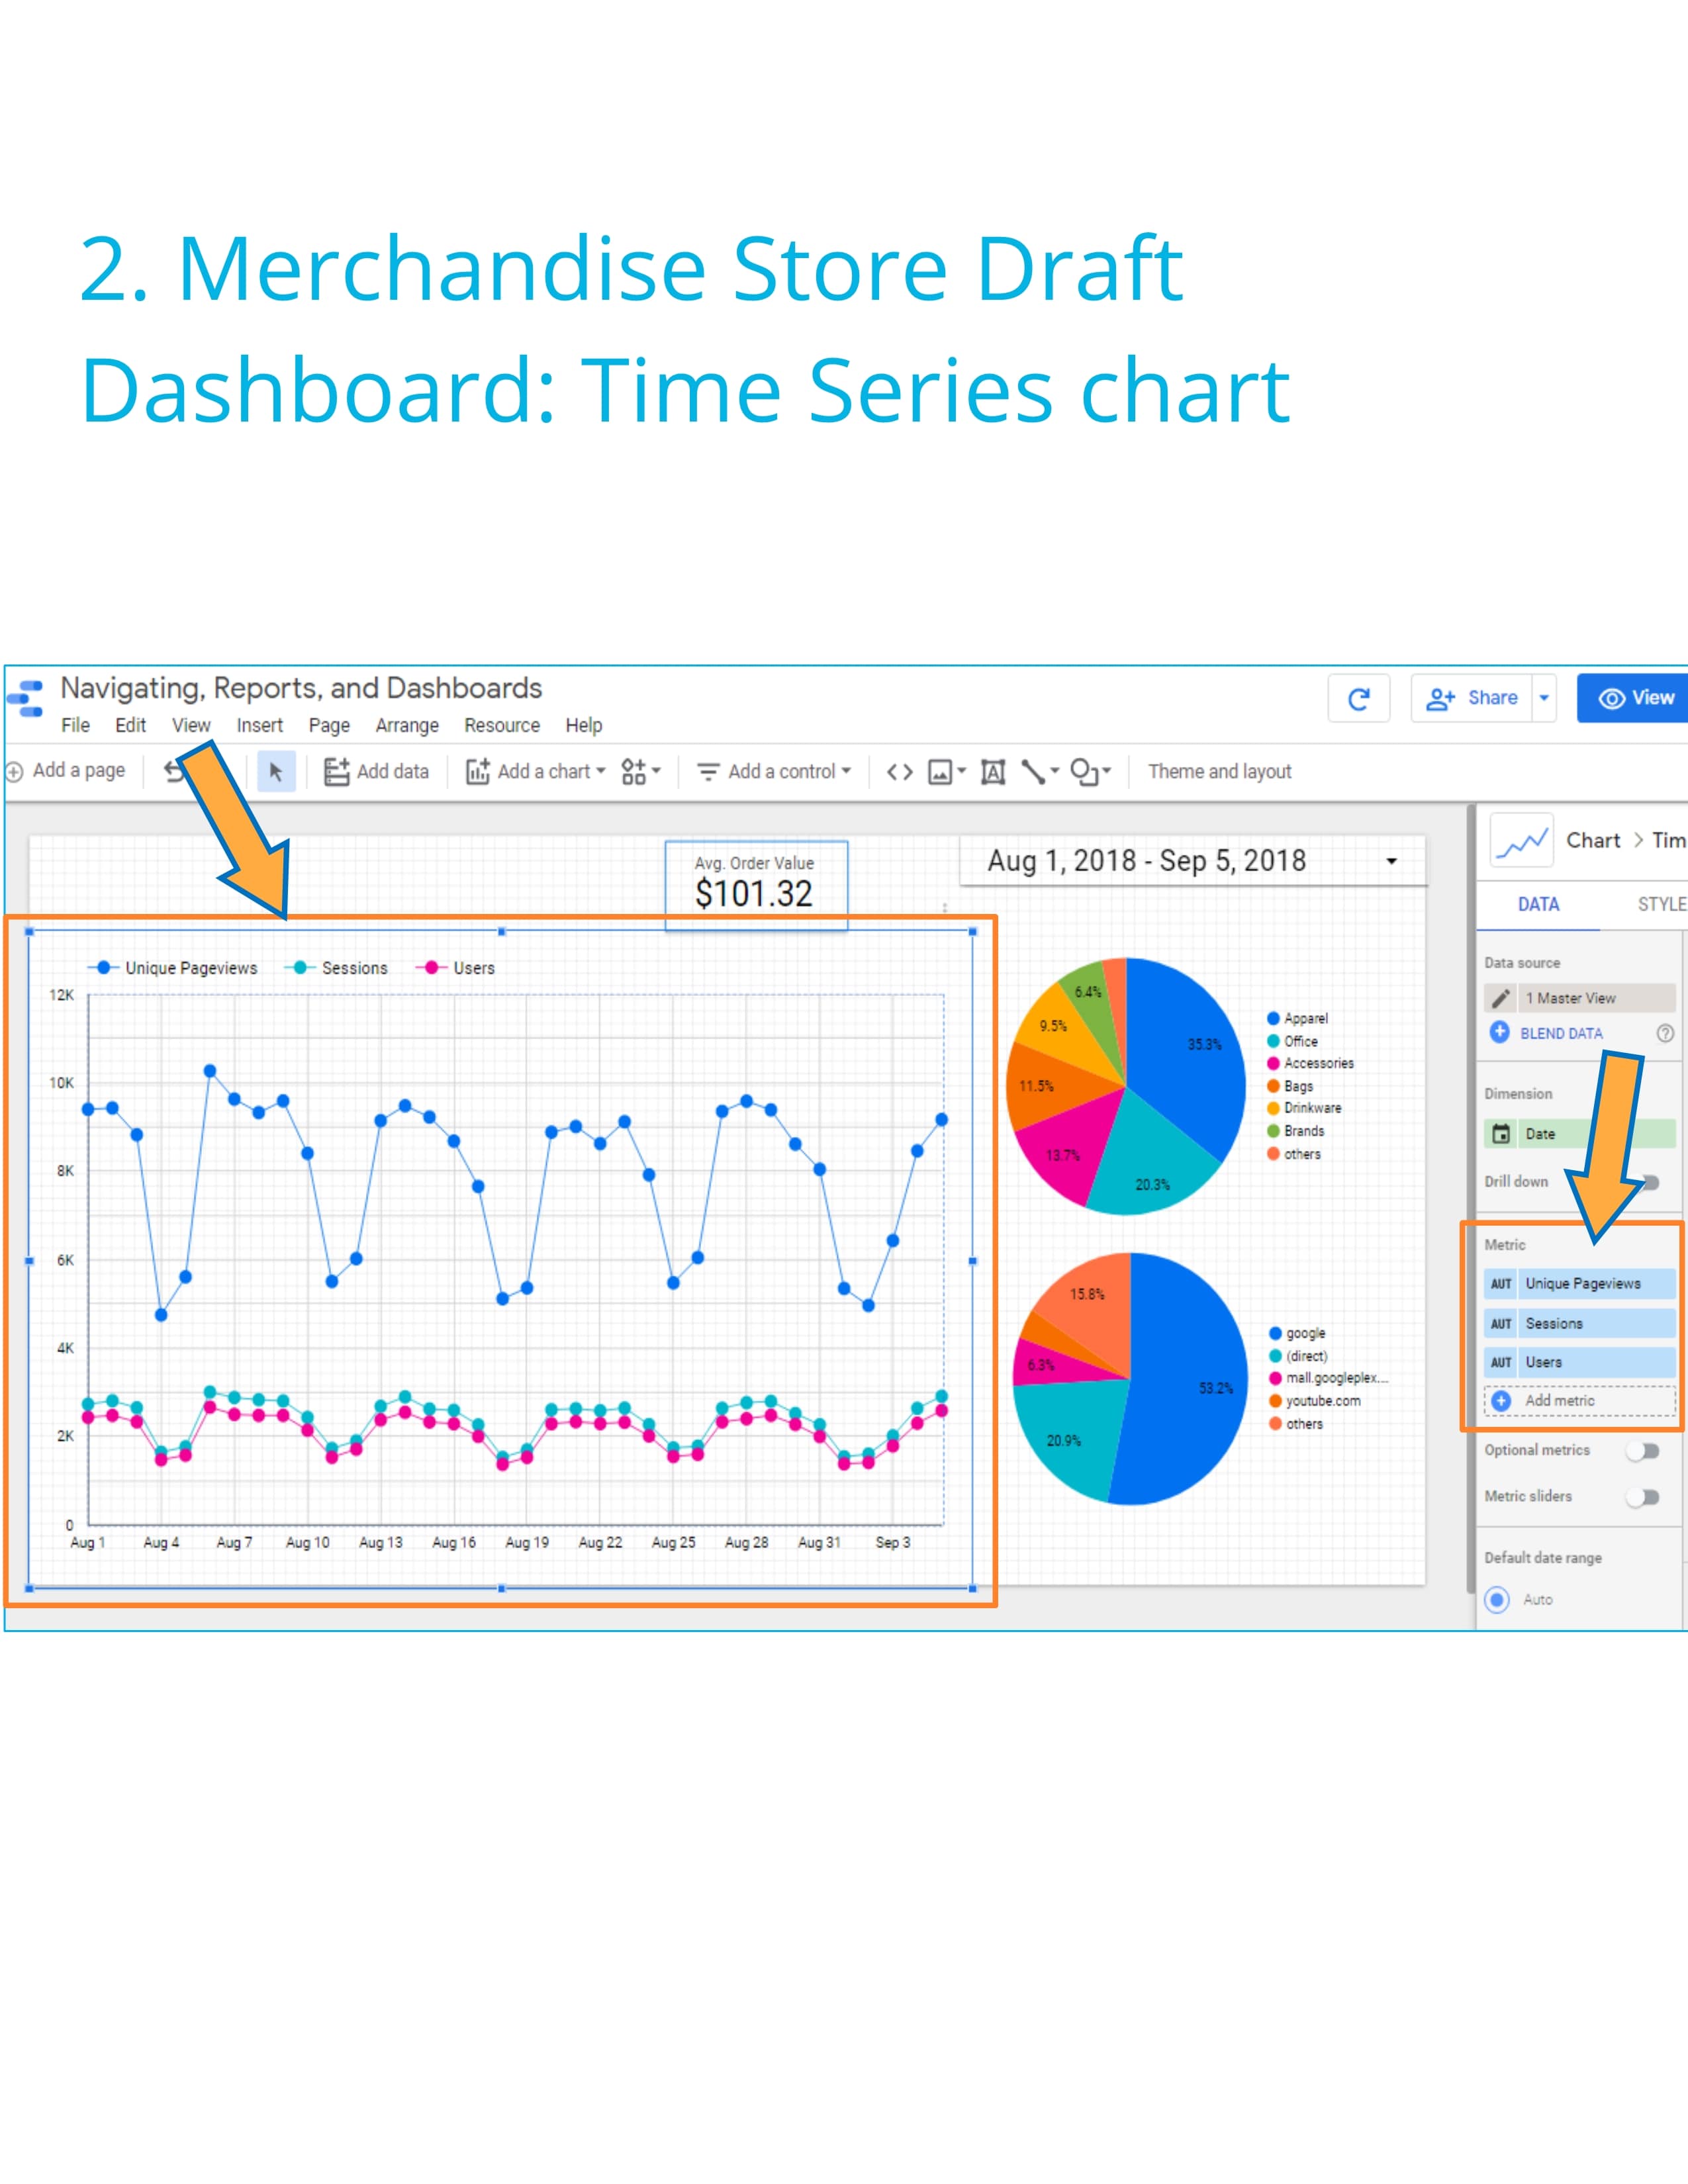 2. Merchandise Store Draft
Dashboard: Time Series chart
Navigating, Reports, and Dashboards
File Edit View Insert Page Arrange Resource Help
Share
View
Add a page
Add data
Add a chart
Add a control
Theme and layout
Avg. Order Value
$101.32
Aug 1, 2018 - Sep 5, 2018
Unique Pageviews Sessions Users
12K
10K
8K
6K
4K
2K
0
Aug 1 Aug 4 Aug 7 Aug 10 Aug 13 Aug 16 Aug 19 Aug 22 Aug 25 Aug 28 Aug 31 Sep 3
6.4%
9.5%
35.3%
11.5%
13.7%
20.3%
Apparel
Office
Accessories
Bags
Drinkware
Brands
others
15.8%
6.3%
53.2%
20.9%
google
(direct)
mall.googleplex....
youtube.com
others
Chart > Tim
DATA STYLE
Data source
1 Master View
BLEND DATA
Dimension
Date
Drill down
Metric
AUT Unique Pageviews
AUT Sessions
AUT Users
Add metric
Optional metrics
Metric sliders
Default date range
Auto